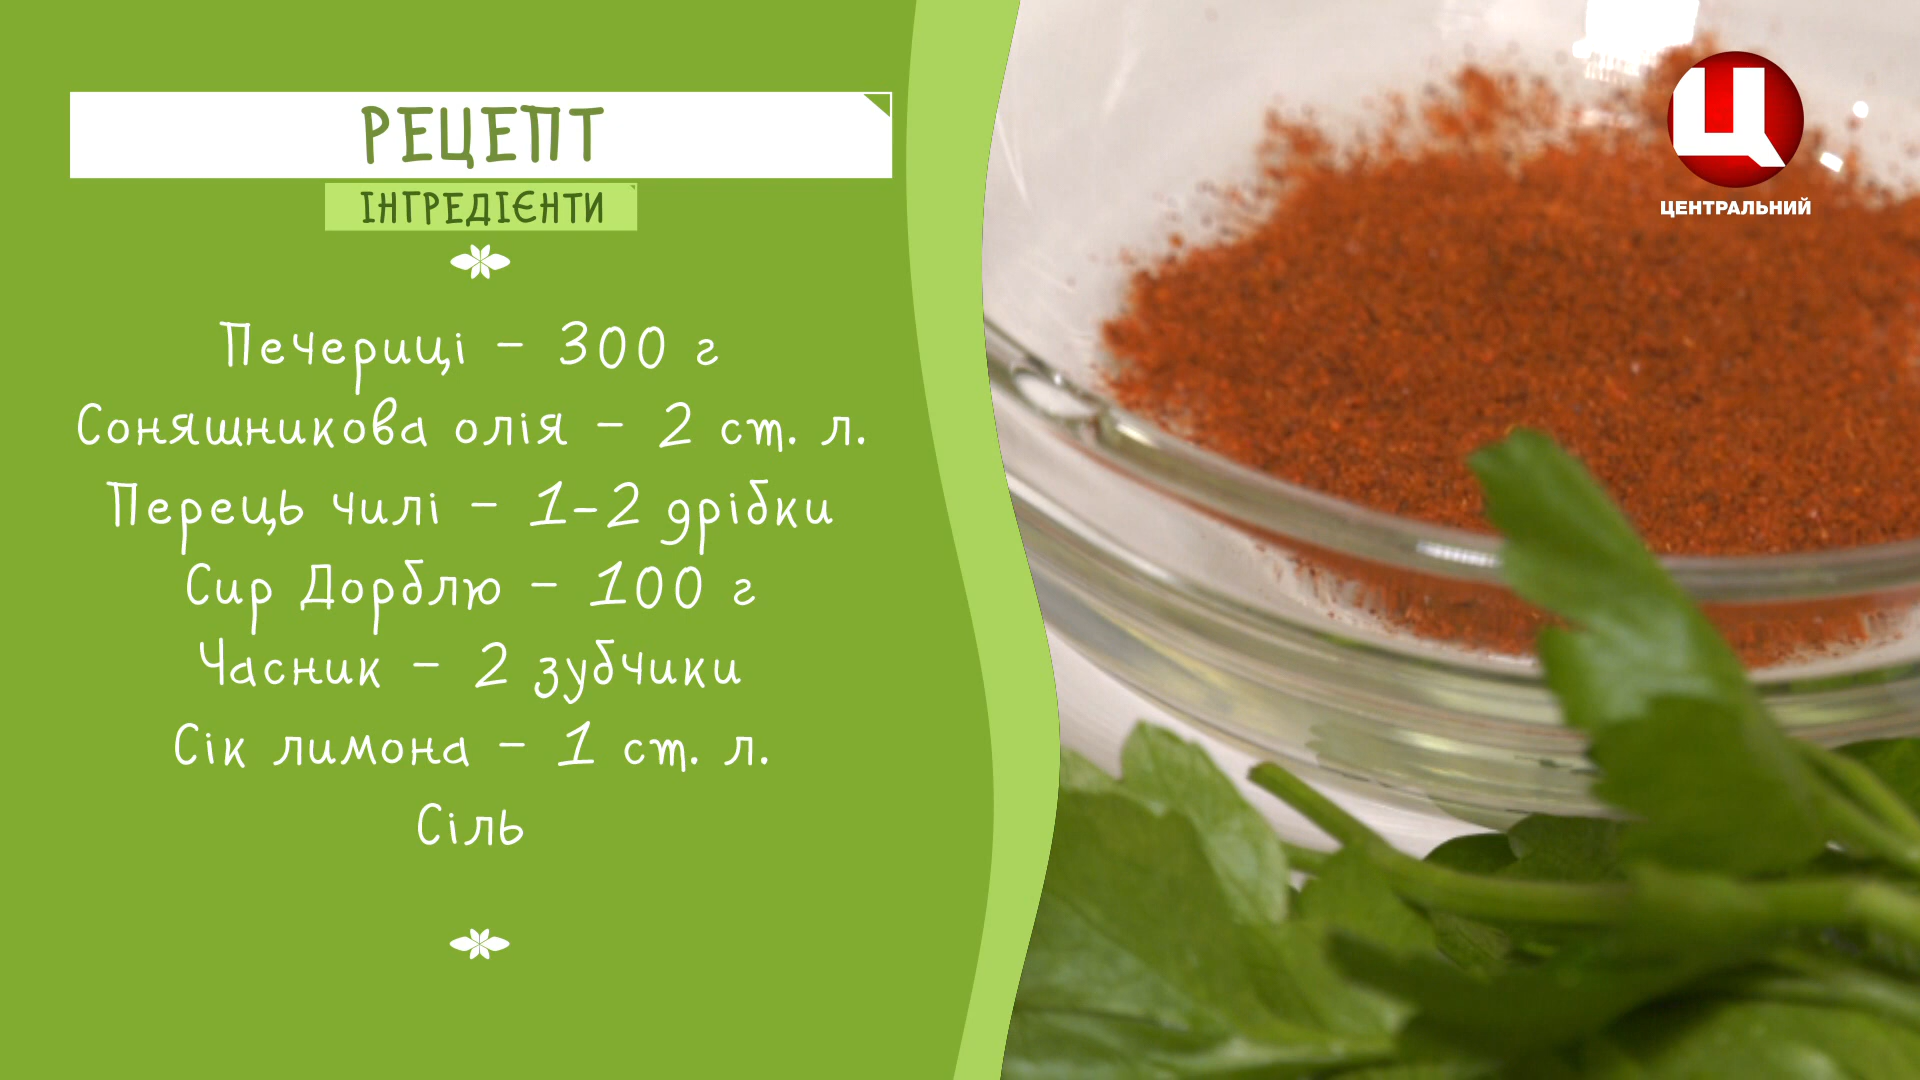 РЕЦЕПТ
ІНГРЕДІЄНТИ
Печериці - 300 г
Соняшникова олія - 2 ст. л.
Перець чилі - 1-2 дрібки
Сир Дорблю - 100 г
Часник - 2 зубчики
Сік лимона - 1 ст. л.
Сіль
Ц
ЦЕНТРАЛЬНИЙ